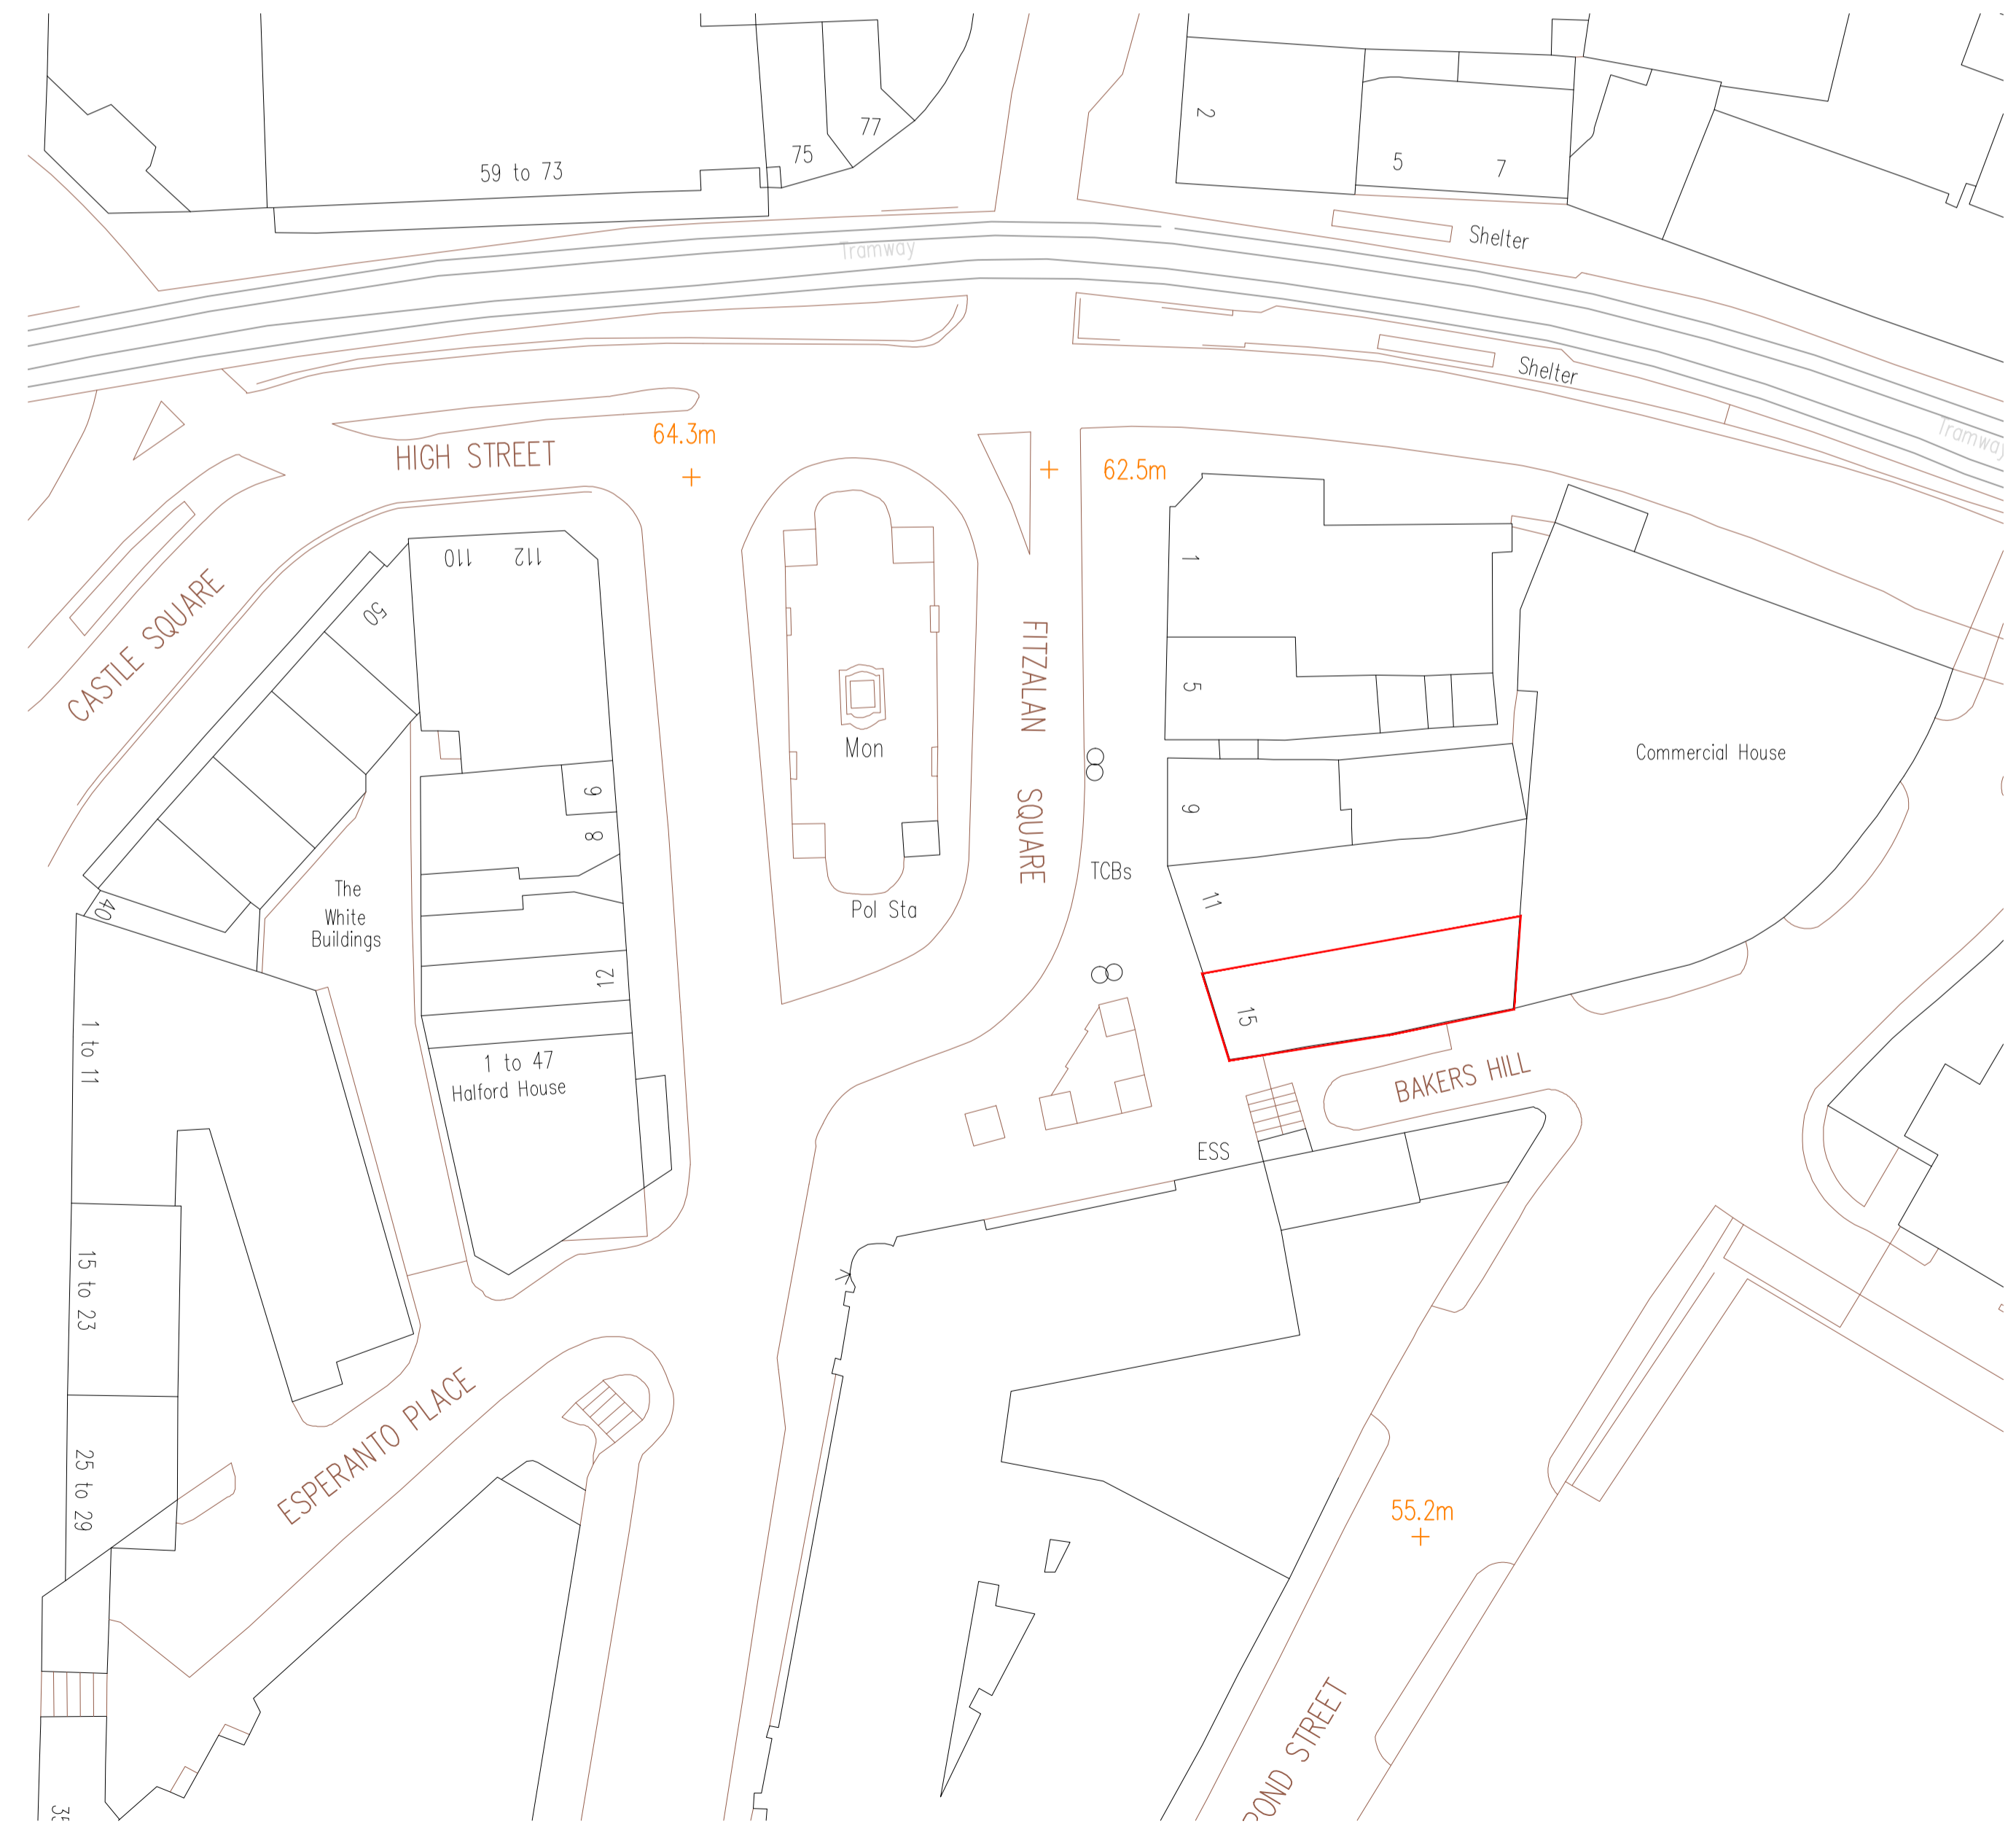 2
77
75
5
7
59 to 73
Shelter
Tramway
Shelter
Tramway
64.3m
HIGH STREET
62.5m
110
112
1
50
CASTLE SQUARE
FITZALAN SQUARE
5
Mon
Commercial House
9
9
8
TCBs
The
White
Buildings
40
11
Pol Sta
12
15
1 to 11
1 to 47
Halford House
BAKERS HILL
ESS
15 to 23
ESPERANTO PLACE
25 to 29
55.2m
POND STREET
35